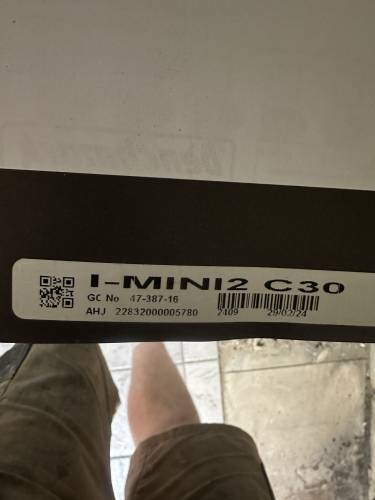 I-MINI2 C30
GC No 47-387-16
AHJ 22832000005780 2409 29/02/24